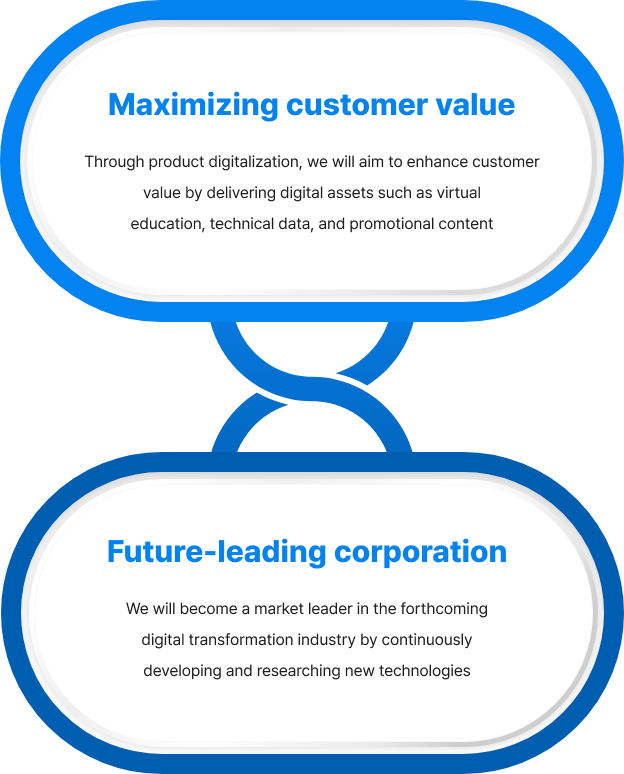 Maximizing customer value
Through product digitalization, we will aim to enhance customer
value by delivering digital assets such as virtual
education, technical data, and promotional content
Future-leading corporation
We will become a market leader in the forthcoming
digital transformation industry by continuously
developing and researching new technologies